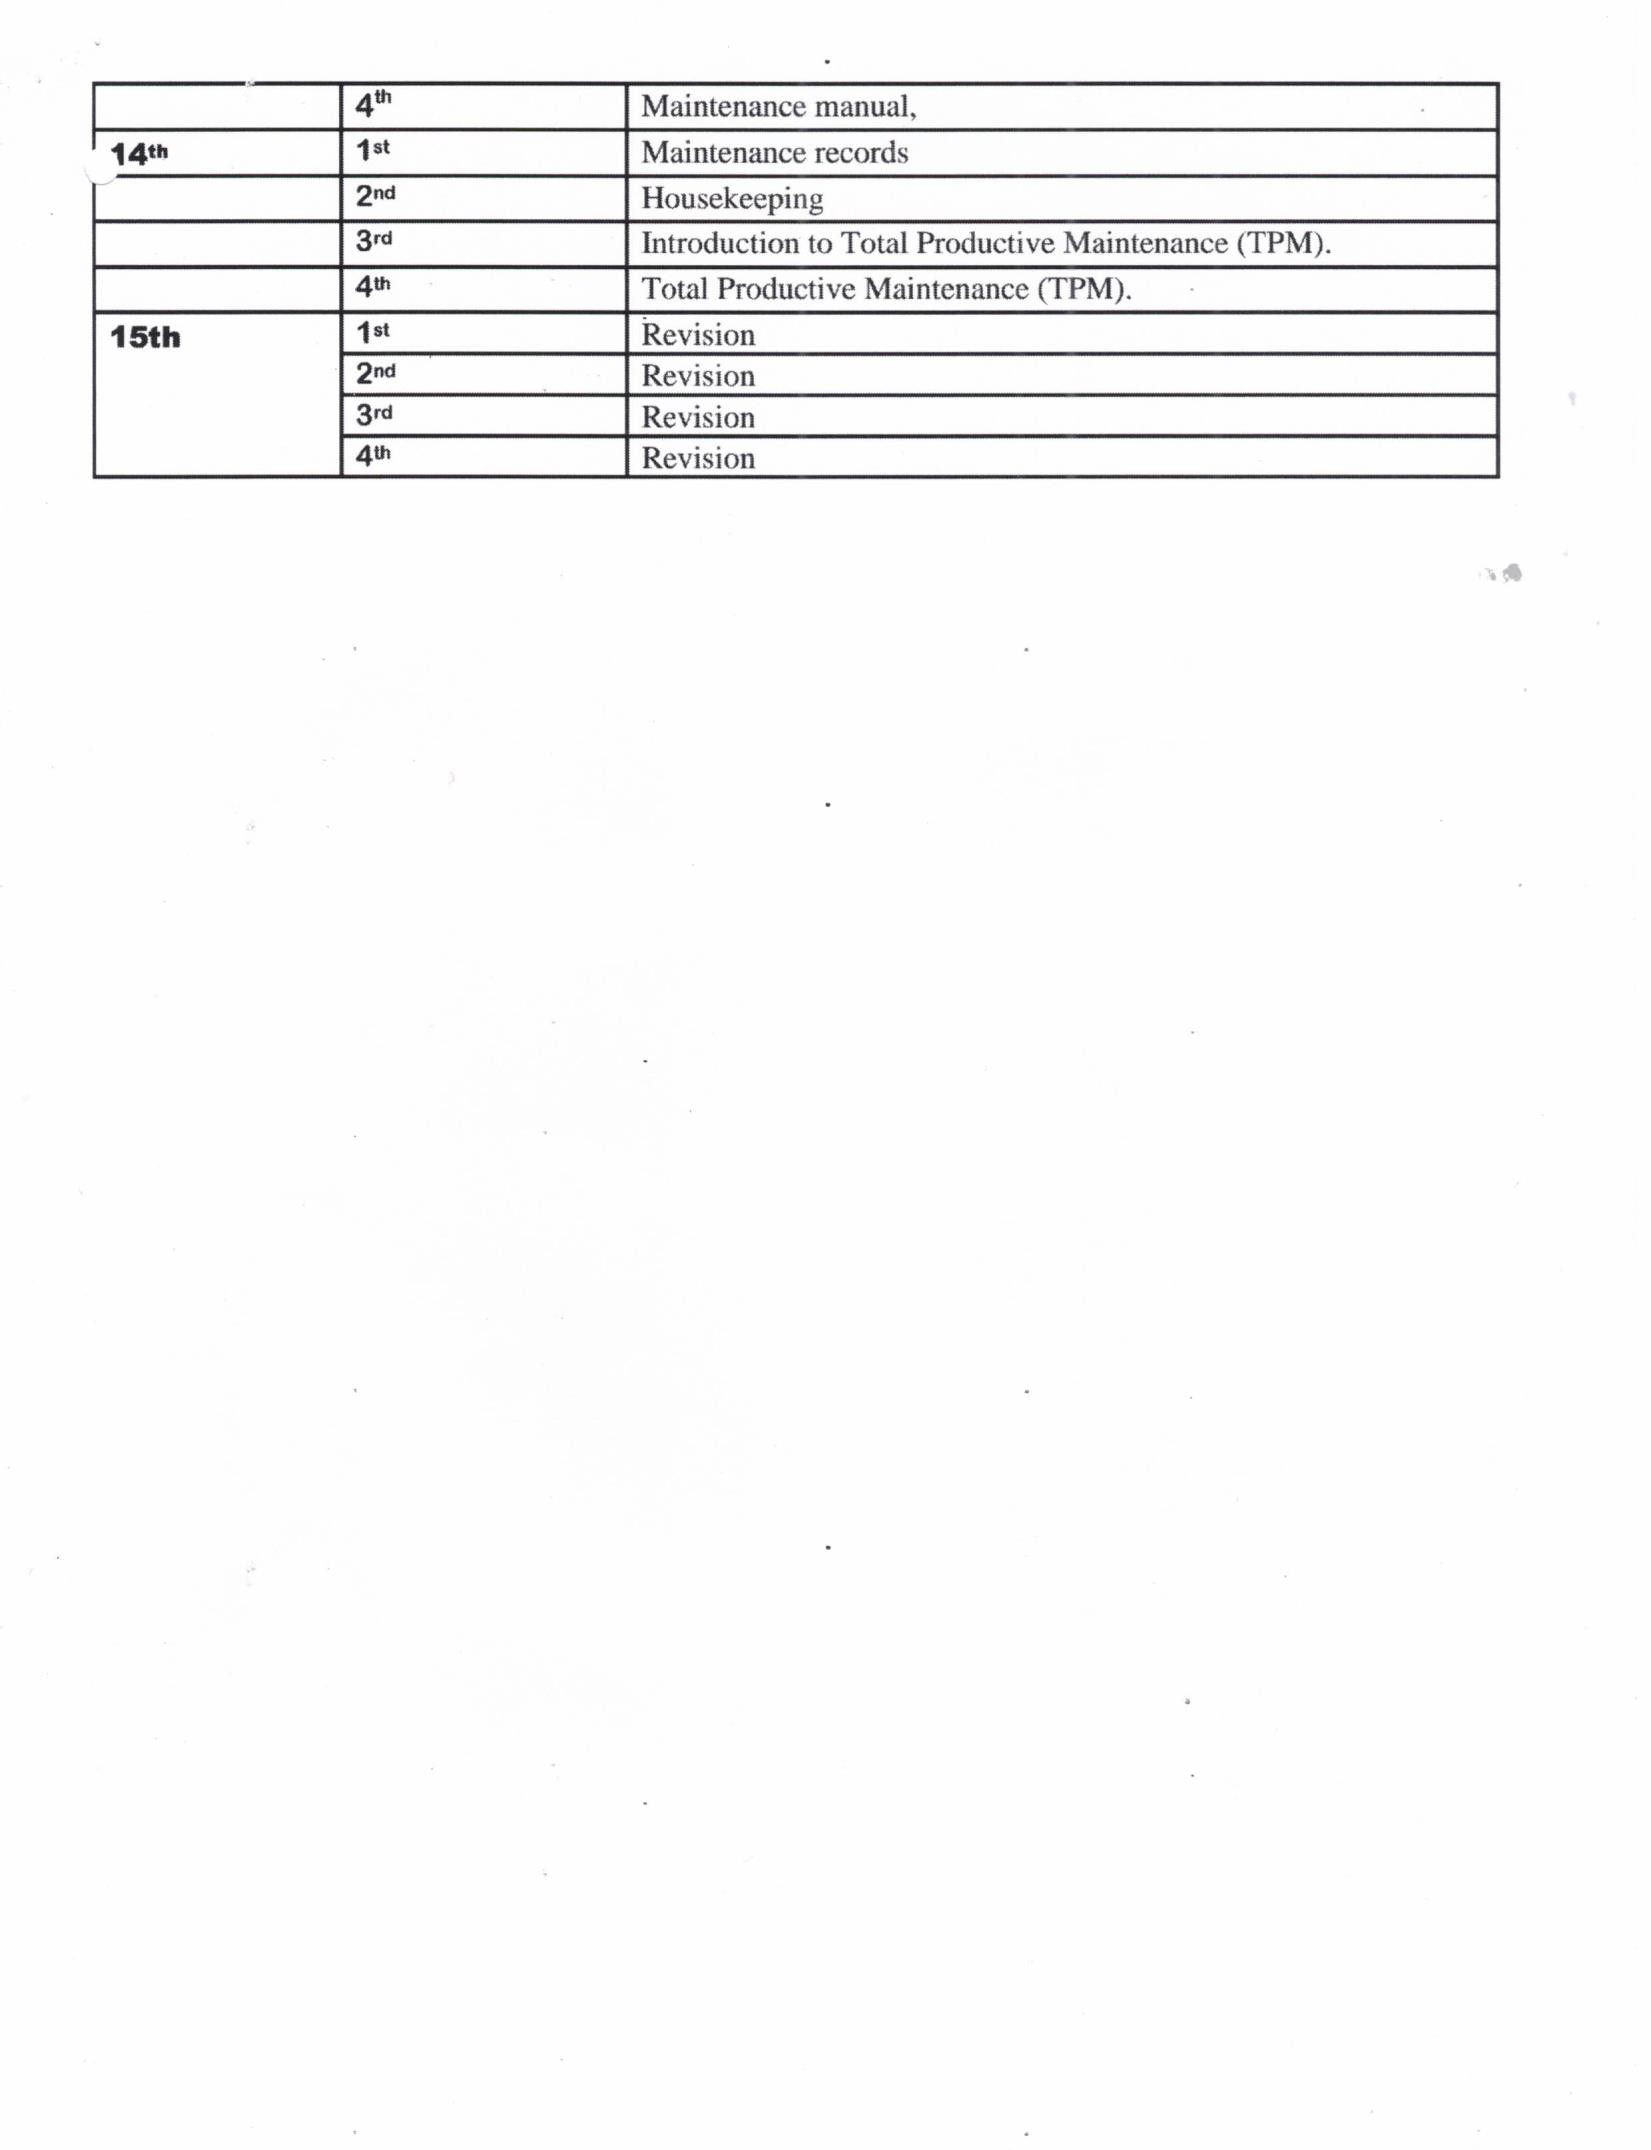 4th Maintenance manual,
14th 1st Maintenance records
2nd Housekeeping
3rd Introduction to Total Productive Maintenance (TPM).
4th Total Productive Maintenance (TPM).
15th 1st Revision
2nd Revision
3rd Revision
4th Revision